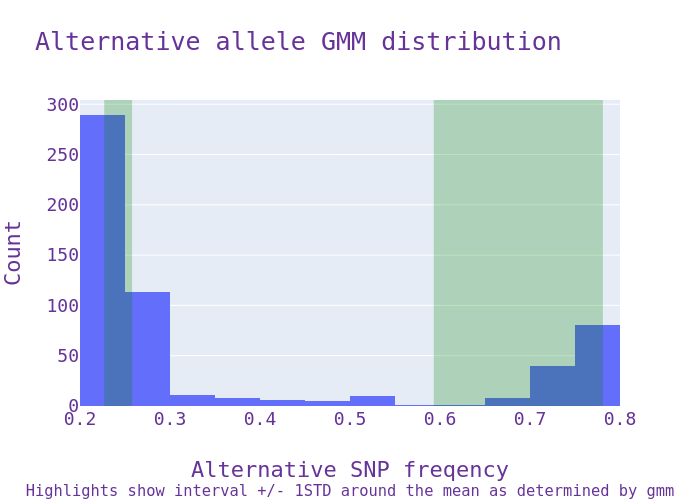 Alternative allele GMM distribution
300
250
200
150
100
50
0
Count
0.2 0.3 0.4 0.5 0.6 0.7 0.8
Alternative SNP freqency
Highlights show interval +/- 1STD around the mean as determined by gmm